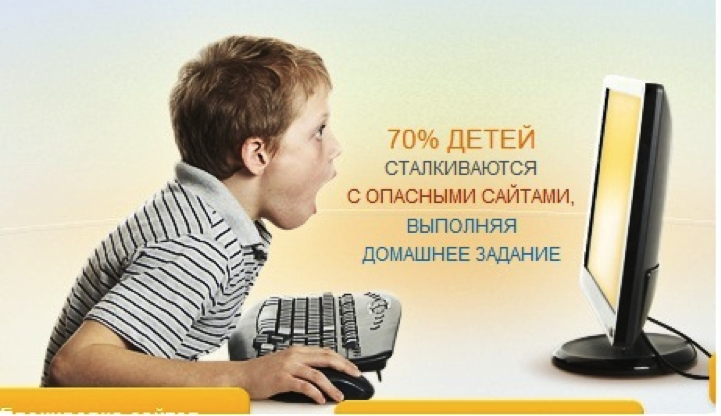 70% ДЕТЕЙ
СТАЛКИВАЮТСЯ
С ОПАСНЫМИ САЙТАМИ,
ВЫПОЛНЯЯ
ДОМАШНЕЕ ЗАДАНИЕ